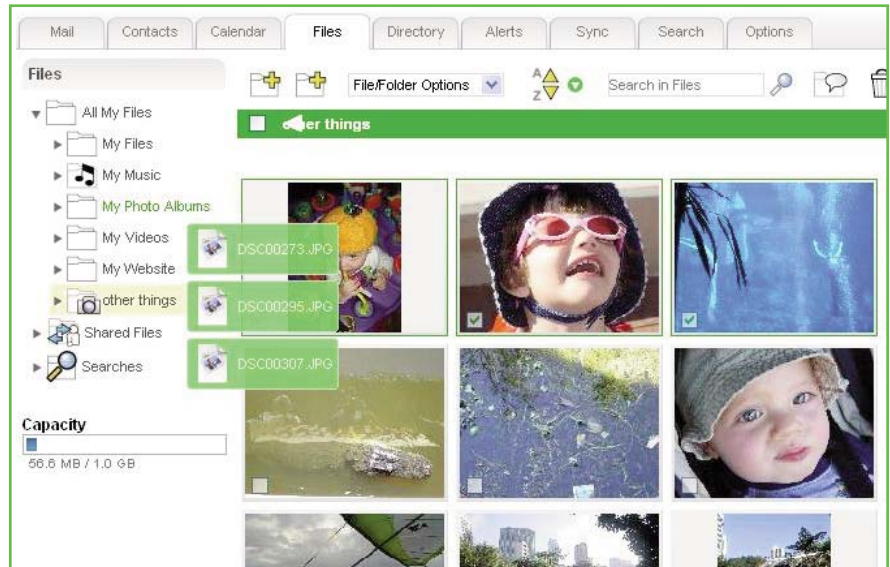 Mail Contacts Calendar Files Directory Alerts Sync Search Options
Files
File/Folder Options
A
Z
Search in Files
All My Files
My Files
My Music
My Photo Albums
My Videos
My Website
other things
Shared Files
Searches
er things
DSC00273.JPG
DSC00295.JPG
DSC00307.JPG
Capacity
56.6 MB / 1.0 GB